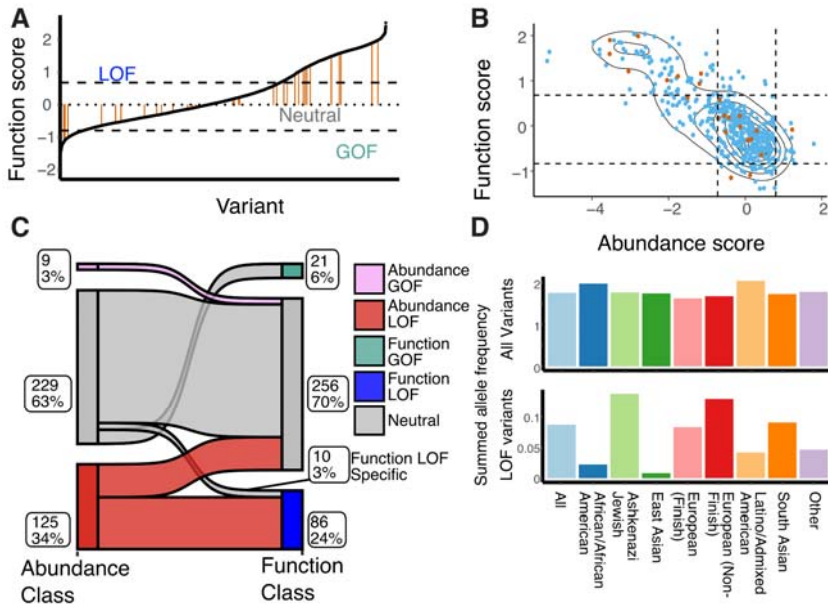 A
Function score
2
1
0
−1
−2
LOF
Neutral
GOF
Variant
B
Function score
2
1
0
−1
−4
−2
0
2
Abundance score
C
9
3%
229
63%
125
34%
21
6%
256
70%
10
3%
Function LOF
Specific
86
24%
Abundance
Class
Function
Class
Abundance
GOF
Abundance
LOF
Function
GOF
Function
LOF
Neutral
D
Summed allele frequency
All Variants
2
1
0
LOF variants
0.1
0.05
0
All
African/African
American
Ashkenazi
Jewish
East Asian
European
(Finish)
European (Non-
Finish)
Latino/Admixed
American
South Asian
Other